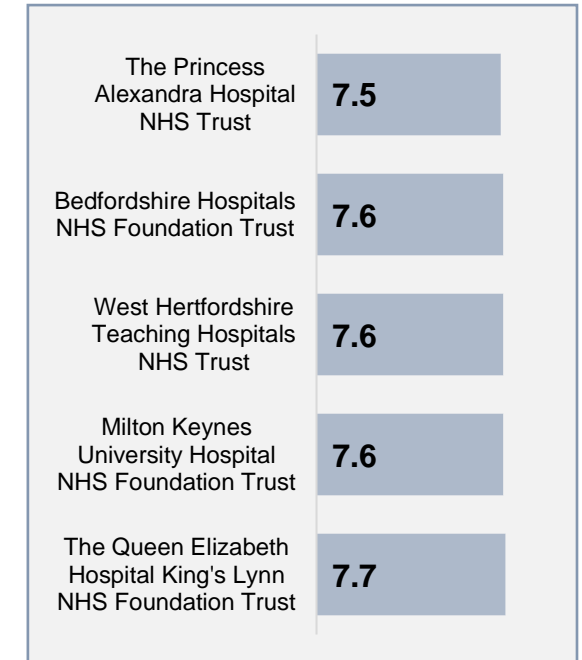 The Princess
Alexandra Hospital
NHS Trust
7.5
Bedfordshire Hospitals
NHS Foundation Trust
7.6
West Hertfordshire
Teaching Hospitals
NHS Trust
7.6
Milton Keynes
University Hospital
NHS Foundation Trust
7.6
The Queen Elizabeth
Hospital King's Lynn
NHS Foundation Trust
7.7